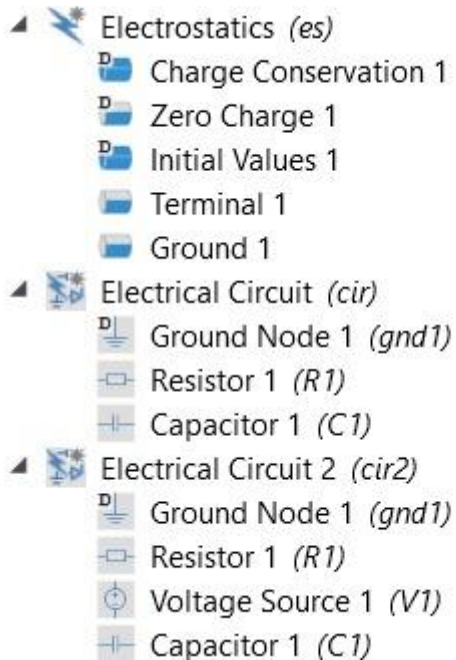 Electrostatics (es)
Charge Conservation 1
Zero Charge 1
Initial Values 1
Terminal 1
Ground 1
Electrical Circuit (cir)
Ground Node 1 (gnd1)
Resistor 1 (R1)
Capacitor 1 (C1)
Electrical Circuit 2 (cir2)
Ground Node 1 (gnd1)
Resistor 1 (R1)
Voltage Source 1 (V1)
Capacitor 1 (C1)